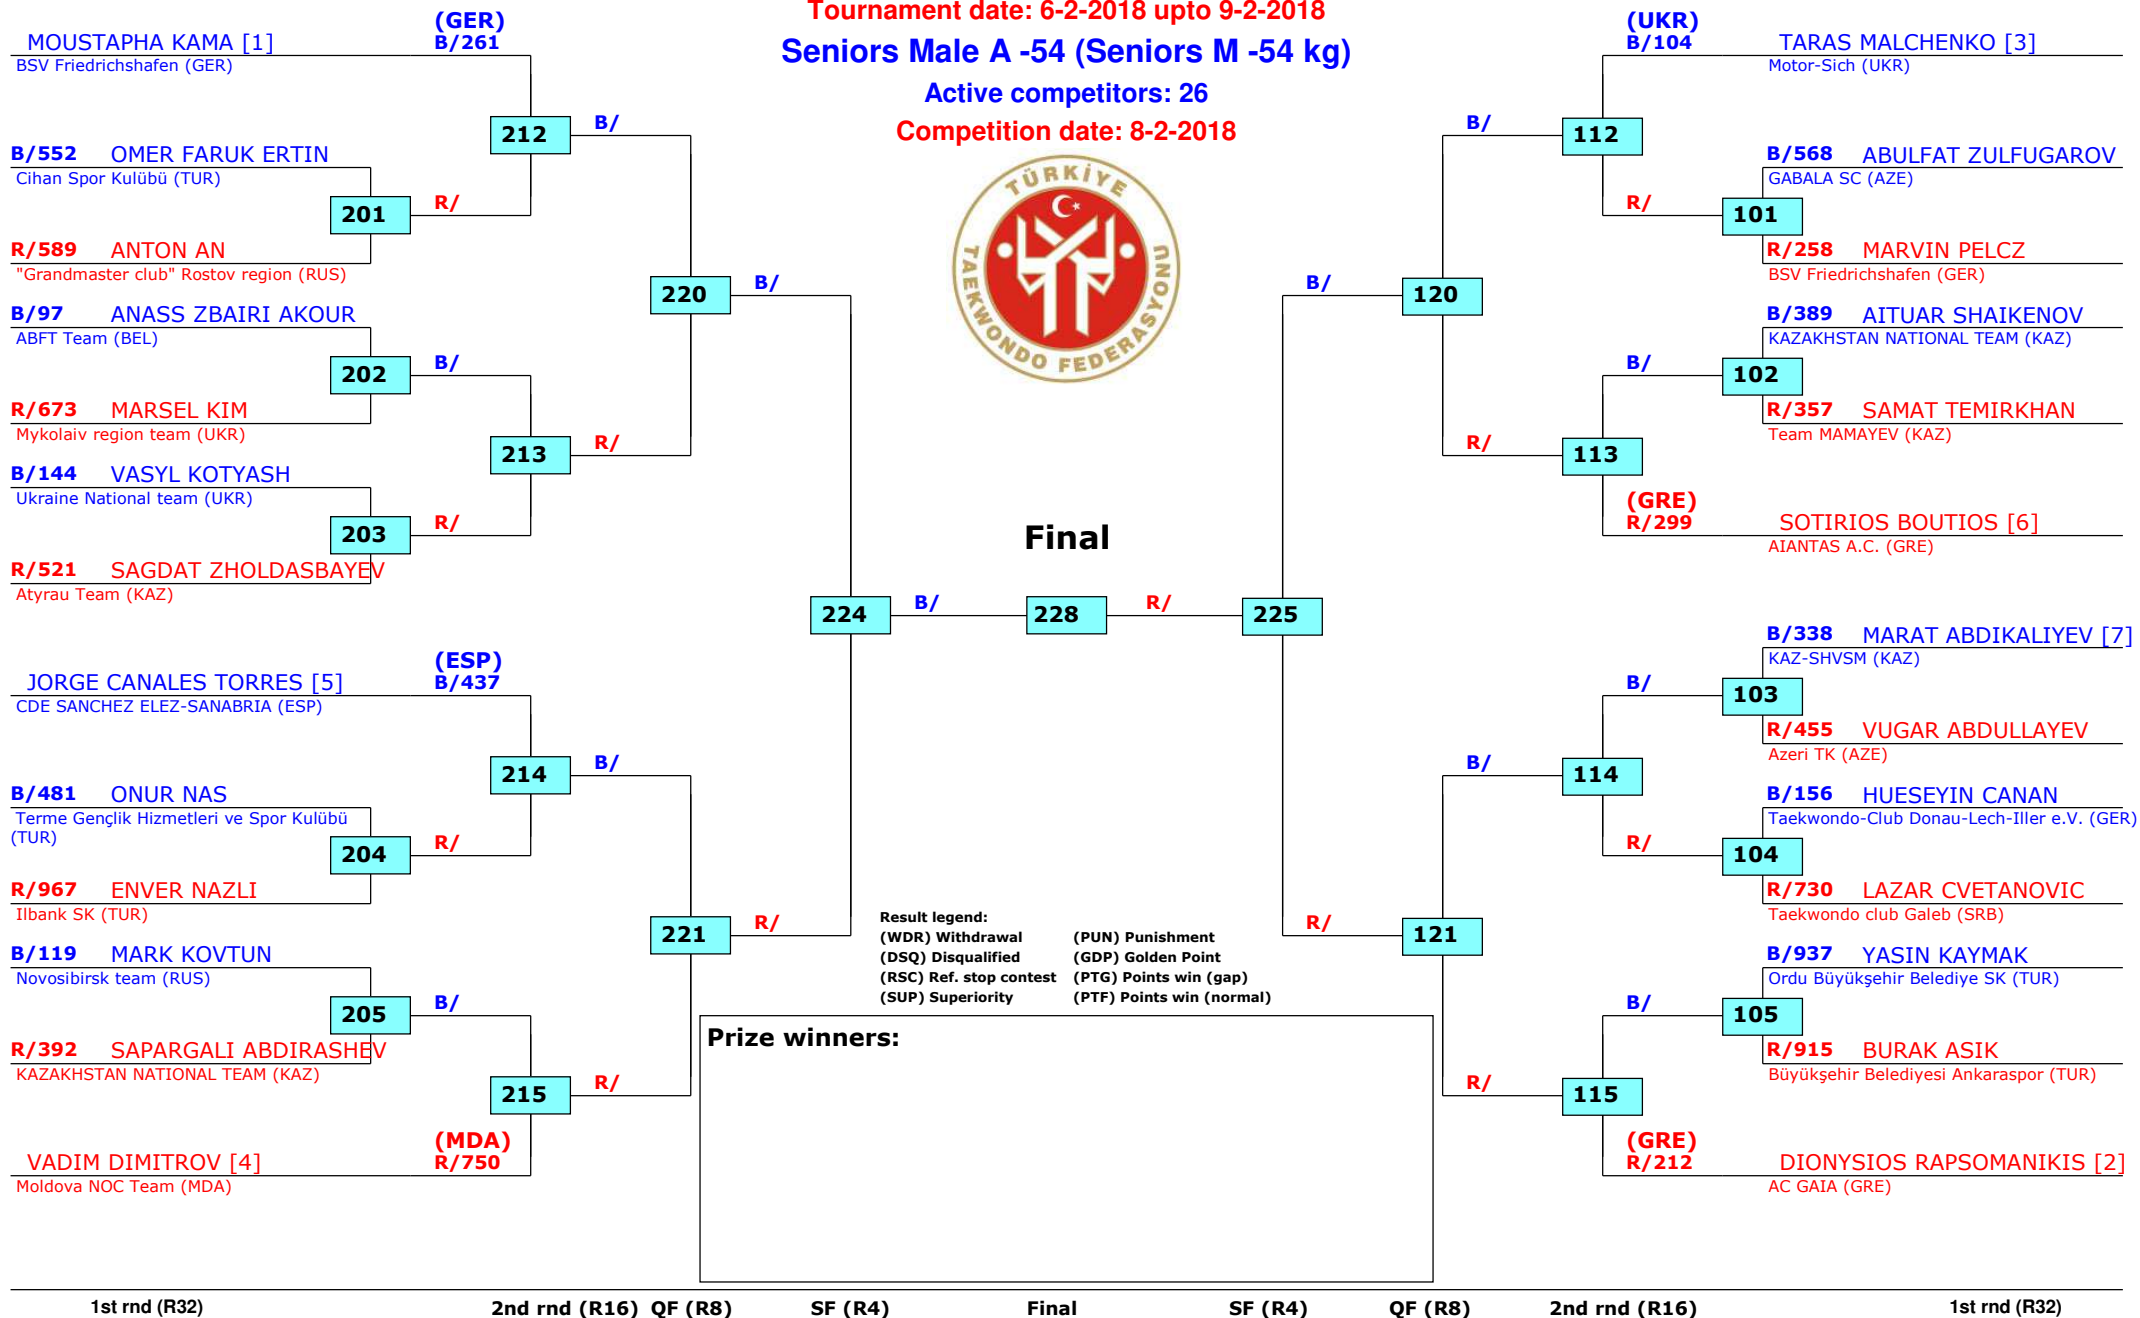 Tournament date: 6-2-2018 upto 9-2-2018
Seniors Male A -54 (Seniors M -54 kg)
Active competitors: 26
Competition date: 8-2-2018
TÜRKİYE
TAEKWONDO FEDERASYONU
(GER)
MOUSTAPHA KAMA [1] B/261
BSV Friedrichshafen (GER)
212
B/
B/552 OMER FARUK ERTIN
Cihan Spor Kulübü (TUR)
201
R/
R/589 ANTON AN
"Grandmaster club" Rostov region (RUS)
220
B/
B/97 ANASS ZBAIRI AKOUR
ABFT Team (BEL)
202
B/
R/673 MARSEL KIM
Mykolaiv region team (UKR)
213
R/
B/144 VASYL KOTYASH
Ukraine National team (UKR)
203
R/
R/521 SAGDAT ZHOLDASBAYEV
Atyrau Team (KAZ)
224
B/
(ESP)
JORGE CANALES TORRES [5] B/437
CDE SANCHEZ ELEZ-SANABRIA (ESP)
214
B/
B/481 ONUR NAS
Terme Gençlik Hizmetleri ve Spor Kulübü
(TUR)
204
R/
R/967 ENVER NAZLI
Ilbank SK (TUR)
221
R/
B/119 MARK KOVTUN
Novosibirsk team (RUS)
205
B/
R/392 SAPARGALI ABDIRASHEV
KAZAKHSTAN NATIONAL TEAM (KAZ)
215
R/
(MDA)
VADIM DIMITROV [4] R/750
Moldova NOC Team (MDA)
Final
228
R/
225
(UKR)
B/104 TARAS MALCHENKO [3]
Motor-Sich (UKR)
B/
112
B/568 ABULFAT ZULFUGAROV
GABALA SC (AZE)
R/
101
R/258 MARVIN PELCZ
BSV Friedrichshafen (GER)
B/
120
B/389 AITUAR SHAIKENOV
KAZAKHSTAN NATIONAL TEAM (KAZ)
B/
102
R/357 SAMAT TEMIRKHAN
Team MAMAYEV (KAZ)
R/
113
(GRE)
R/299 SOTIRIOS BOUTIOS [6]
AIANTAS A.C. (GRE)
B/338 MARAT ABDIKALIYEV [7]
KAZ-SHVSM (KAZ)
B/
103
R/455 VUGAR ABDULLAYEV
Azeri TK (AZE)
B/
114
B/156 HUESEYIN CANAN
Taekwondo-Club Donau-Lech-Iller e.V. (GER)
R/
104
R/730 LAZAR CVETANOVIC
Taekwondo club Galeb (SRB)
R/
121
B/937 YASIN KAYMAK
Ordu Büyükşehir Belediye SK (TUR)
B/
105
R/915 BURAK ASIK
Büyükşehir Belediyesi Ankaraspor (TUR)
R/
115
(GRE)
R/212 DIONYSIOS RAPSOMANIKIS [2]
AC GAIA (GRE)
Result legend:
(WDR) Withdrawal (PUN) Punishment
(DSQ) Disqualified (GDP) Golden Point
(RSC) Ref. stop contest (PTG) Points win (gap)
(SUP) Superiority (PTF) Points win (normal)
Prize winners:
1st rnd (R32) 2nd rnd (R16) QF (R8) SF (R4) Final SF (R4) QF (R8) 2nd rnd (R16) 1st rnd (R32)